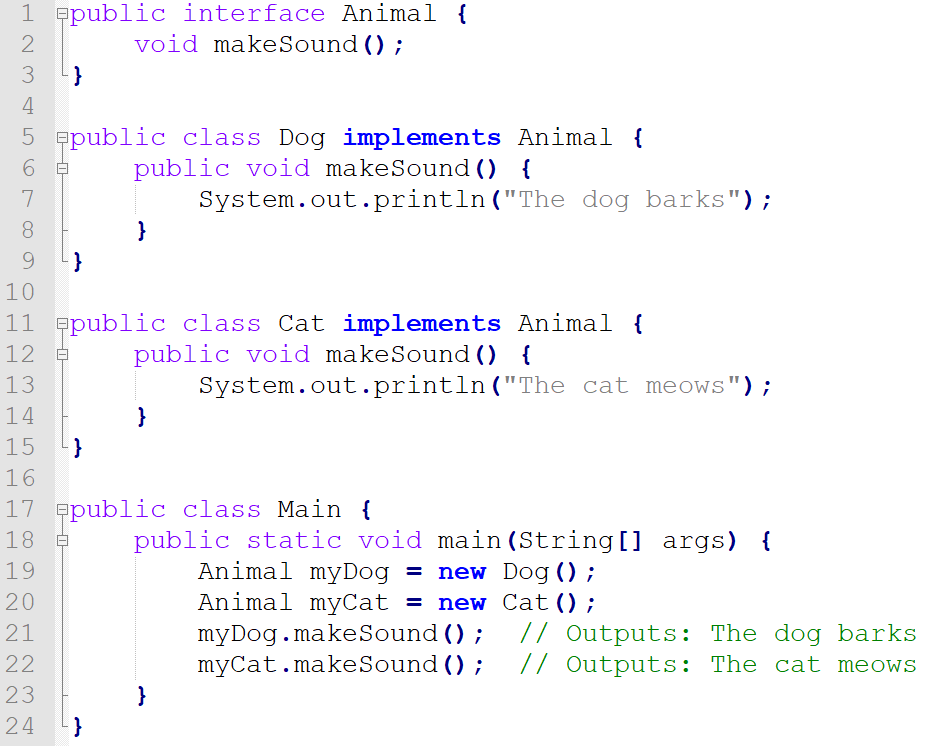 1 public interface Animal {
2     void makeSound();
3 }
4
5 public class Dog implements Animal {
6     public void makeSound() {
7         System.out.println("The dog barks");
8     }
9 }
10
11 public class Cat implements Animal {
12     public void makeSound() {
13         System.out.println("The cat meows");
14     }
15 }
16
17 public class Main {
18     public static void main(String[] args) {
19         Animal myDog = new Dog();
20         Animal myCat = new Cat();
21         myDog.makeSound();  // Outputs: The dog barks
22         myCat.makeSound();  // Outputs: The cat meows
23     }
24 }